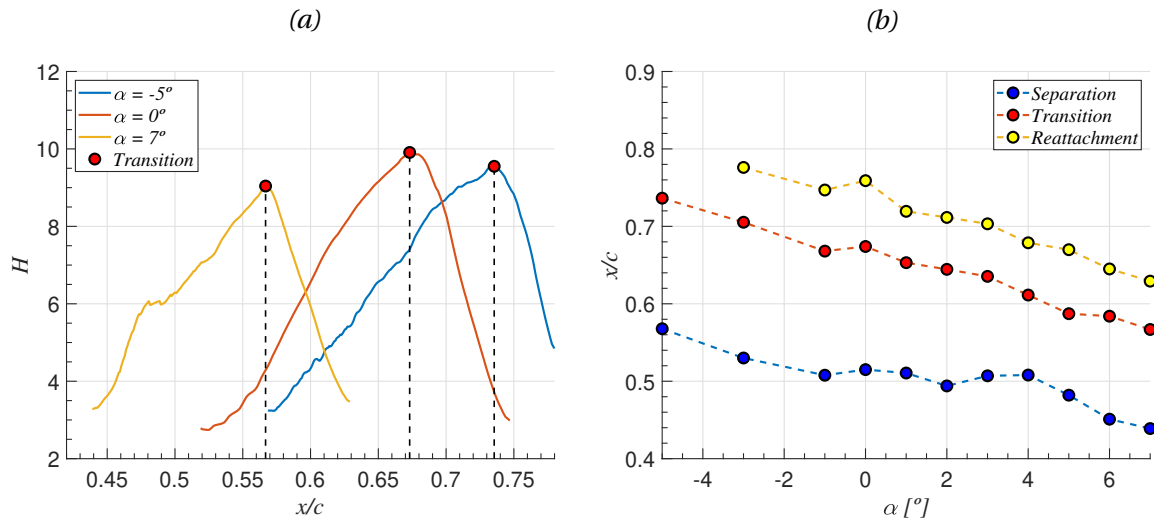 (a)
(b)
12
10
8
6
4
2
H
0.45
0.5
0.55
0.6
0.65
0.7
0.75
x/c
α = -5º
α = 0º
α = 7º
Transition
0.9
0.8
0.7
0.6
0.5
0.4
x/c
-4
-2
0
2
4
6
α [º]
Separation
Transition
Reattachment